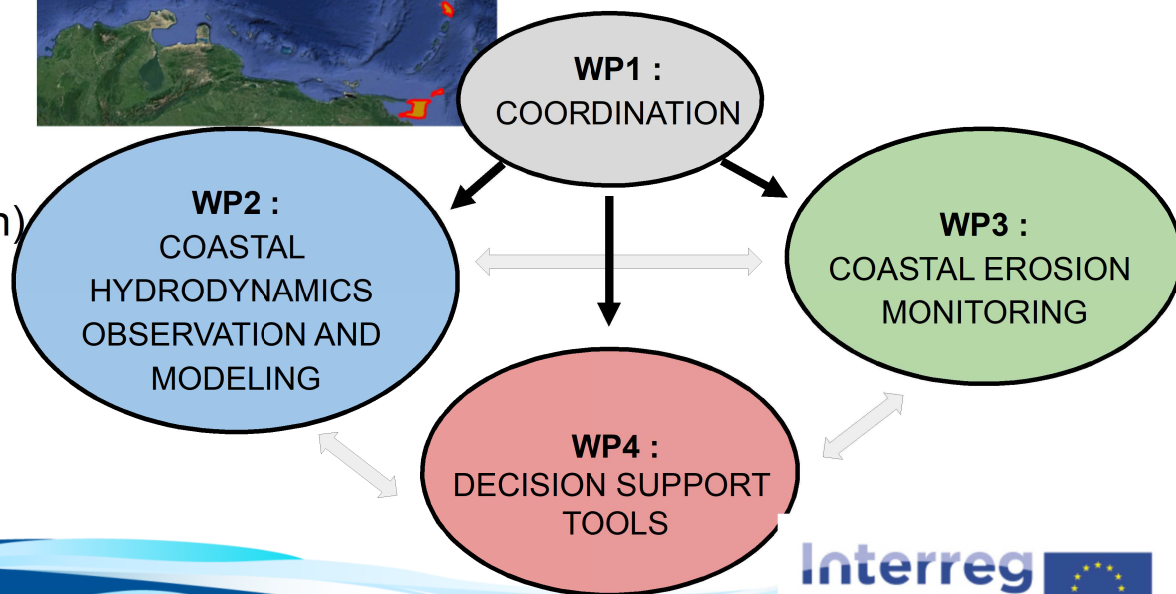 WP1 :
COORDINATION
n)
WP2 :
COASTAL
HYDRODYNAMICS
OBSERVATION AND
MODELING
WP3 :
COASTAL EROSION
MONITORING
WP4 :
DECISION SUPPORT
TOOLS
Interreg